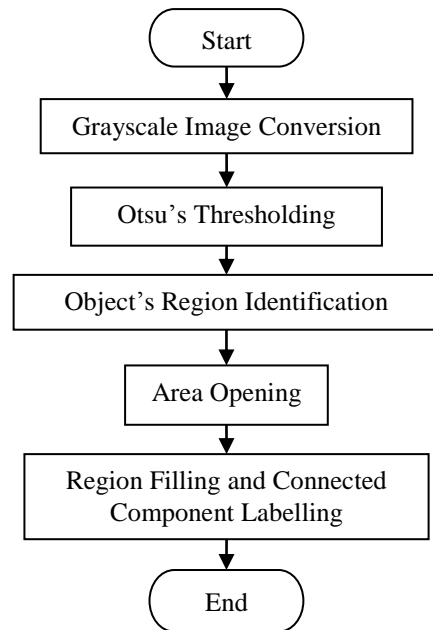 Start
Grayscale Image Conversion
Otsu’s Thresholding
Object’s Region Identification
Area Opening
Region Filling and Connected
Component Labelling
End